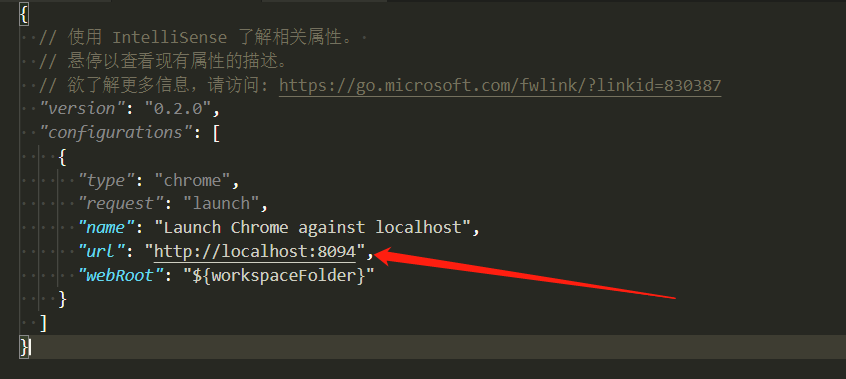 {
// 使用 IntelliSense 了解相关属性。
// 悬停以查看现有属性的描述。
// 欲了解更多信息，请访问: https://go.microsoft.com/fwlink/?linkid=830387
"version": "0.2.0",
"configurations": [
{
"type": "chrome",
"request": "launch",
"name": "Launch Chrome against localhost",
"url": "http://localhost:8094",
"webRoot": "${workspaceFolder}"
}
]
}